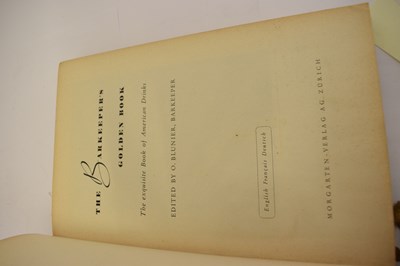 THE BARKEEPER'S
GOLDEN BOOK
The exquisite Book of American Drinks
EDITED BY O. BLUNIER, BARKEEPER
English Français Deutsch
MORGARTEN-VERLAG AG. ZÜRICH